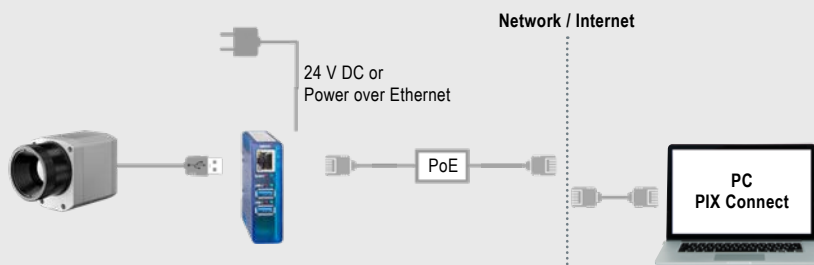 Network / Internet
24 V DC or
Power over Ethernet
PoE
PC
PIX Connect